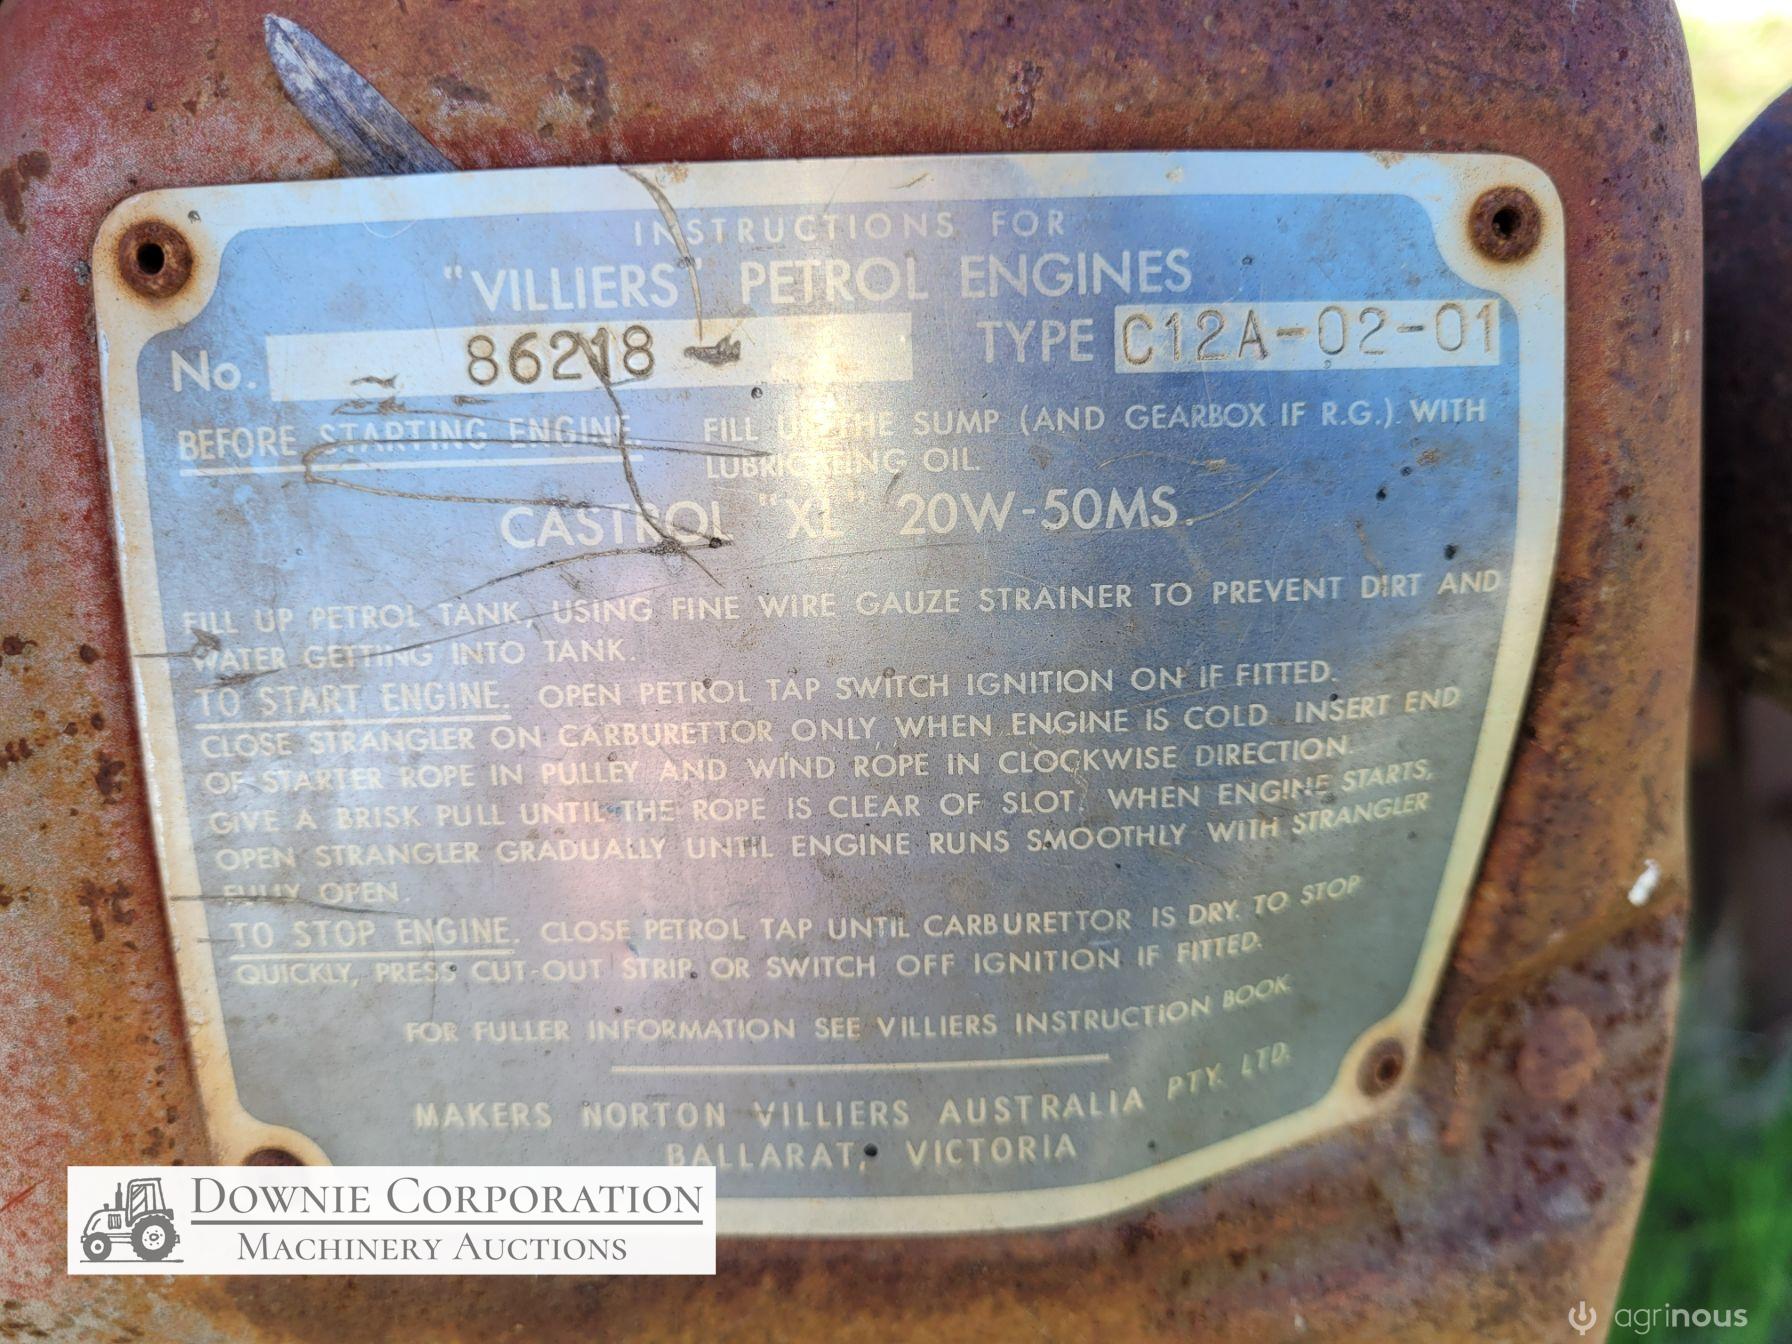 INSTRUCTIONS FOR
"VILLIERS" PETROL ENGINES
No. 86218 TYPE C12A-02-01
BEFORE STARTING ENGINE. FILL UP THE SUMP (AND GEARBOX IF R.G.) WITH
LUBRICATING OIL.
CASTROL "XL" 20W-50MS.
FILL UP PETROL TANK, USING FINE WIRE GAUZE STRAINER TO PREVENT DIRT AND
WATER GETTING INTO TANK.
TO START ENGINE. OPEN PETROL TAP SWITCH IGNITION ON IF FITTED.
CLOSE STRANGLER ON CARBURETTOR ONLY WHEN ENGINE IS COLD. INSERT END
OF STARTER ROPE IN PULLEY AND WIND ROPE IN CLOCKWISE DIRECTION.
GIVE A BRISK PULL UNTIL THE ROPE IS CLEAR OF SLOT. WHEN ENGINE STARTS,
OPEN STRANGLER GRADUALLY UNTIL ENGINE RUNS SMOOTHLY WITH STRANGLER
FULLY OPEN.
TO STOP ENGINE. CLOSE PETROL TAP UNTIL CARBURETTOR IS DRY. TO STOP
QUICKLY, PRESS CUT-OUT STRIP OR SWITCH OFF IGNITION IF FITTED.
FOR FULLER INFORMATION SEE VILLIERS INSTRUCTION BOOK
MAKERS NORTON VILLIERS AUSTRALIA PTY. LTD.
BALLARAT, VICTORIA
DOWNIE CORPORATION
MACHINERY AUCTIONS
agrinous